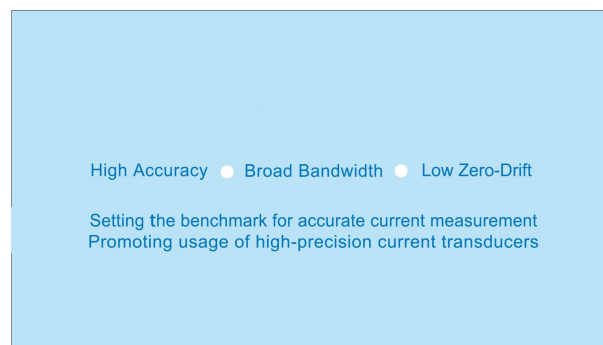 High Accuracy Broad Bandwidth Low Zero-Drift
Setting the benchmark for accurate current measurement
Promoting usage of high-precision current transducers